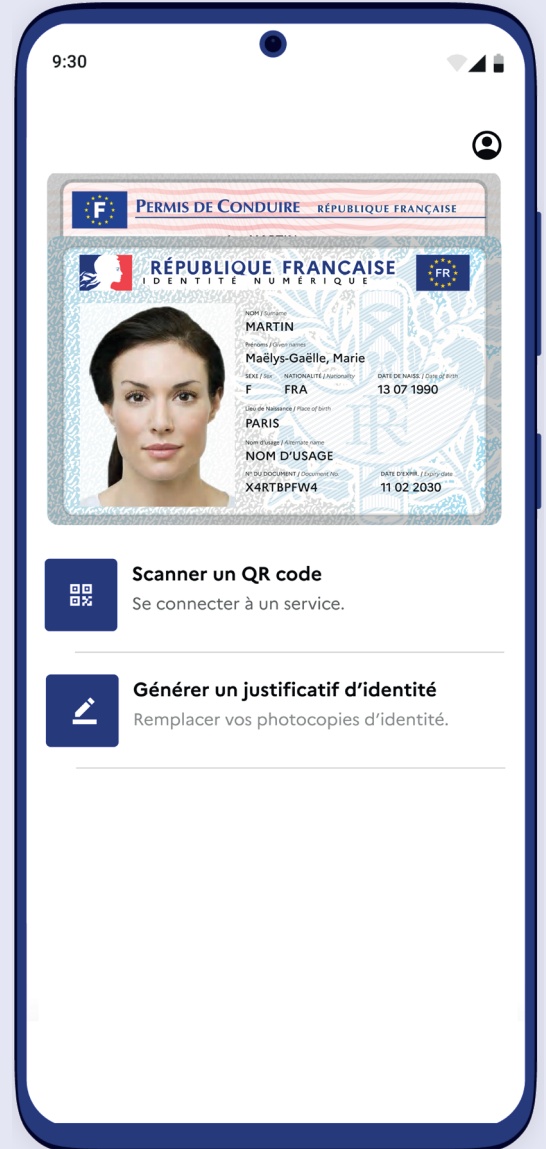 9:30
F
PERMIS DE CONDUIRE RÉPUBLIQUE FRANÇAISE
MARTIN
RÉPUBLIQUE FRANÇAISE
FR
IDENTITÉ NUMÉRIQUE
NOM / Surname
MARTIN
Prénoms / Given names
Maëlys-Gaëlle, Marie
SEXE / Sex NATIONALITÉ / Nationality DATE DE NAISS. / Date of Birth
F FRA 13 07 1990
Lieu de Naissance / Place of birth
PARIS
Nom d'usage / Alternate name
NOM D'USAGE
N° DU DOCUMENT / Document No. DATE D'EXPIR. / Expiry date
X4RTBPFW4 11 02 2030
RF
Scanner un QR code
Se connecter à un service.
Générer un justificatif d'identité
Remplacer vos photocopies d'identité.